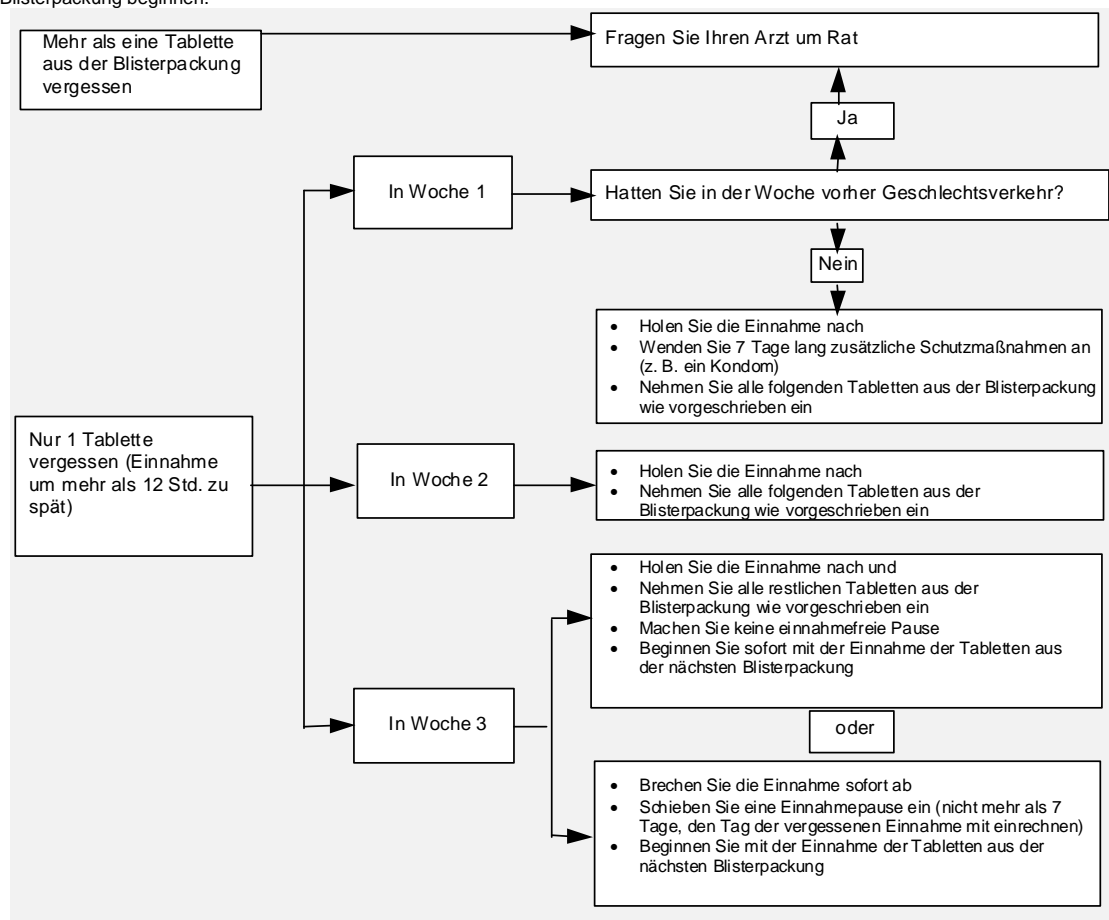 Blisterpackung beginnen.
Mehr als eine Tablette
aus der Blisterpackung
vergessen
Fragen Sie Ihren Arzt um Rat
Ja
In Woche 1
Hatten Sie in der Woche vorher Geschlechtsverkehr?
Nein
• Holen Sie die Einnahme nach
• Wenden Sie 7 Tage lang zusätzliche Schutzmaßnahmen an
(z. B. ein Kondom)
• Nehmen Sie alle folgenden Tabletten aus der Blisterpackung
wie vorgeschrieben ein
Nur 1 Tablette
vergessen (Einnahme
um mehr als 12 Std. zu
spät)
In Woche 2
• Holen Sie die Einnahme nach
• Nehmen Sie alle folgenden Tabletten aus der
Blisterpackung wie vorgeschrieben ein
In Woche 3
• Holen Sie die Einnahme nach und
• Nehmen Sie alle restlichen Tabletten aus der
Blisterpackung wie vorgeschrieben ein
• Machen Sie keine einnahmefreie Pause
• Beginnen Sie sofort mit der Einnahme der Tabletten aus
der nächsten Blisterpackung
oder
• Brechen Sie die Einnahme sofort ab
• Schieben Sie eine Einnahmepause ein (nicht mehr als 7
Tage, den Tag der vergessenen Einnahme mit einrechnen)
• Beginnen Sie mit der Einnahme der Tabletten aus der
nächsten Blisterpackung